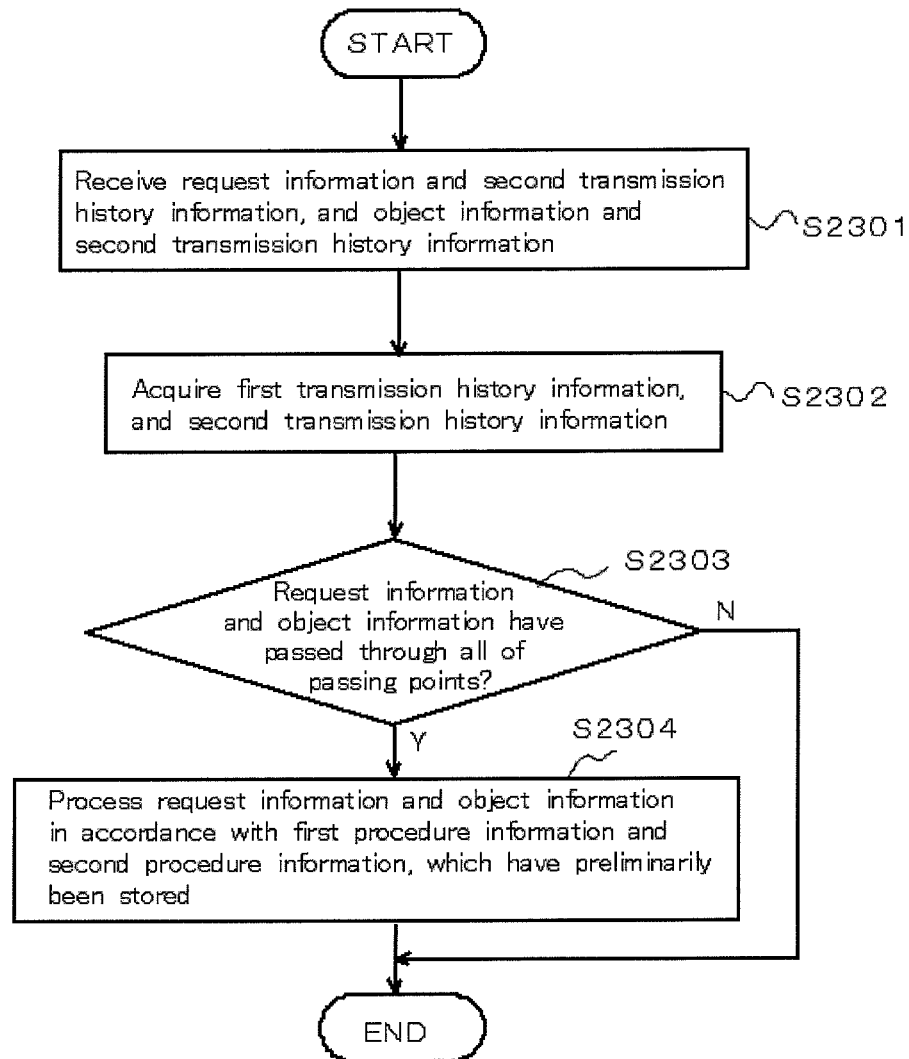 START
Receive request information and second transmission
history information, and object information and
second transmission history information
S2301
Acquire first transmission history information,
and second transmission history information
S2302
S2303
Request information
and object information have
passed through all of
passing points?
N
Y
S2304
Process request information and object information
in accordance with first procedure information and
second procedure information, which have preliminarily
been stored
END